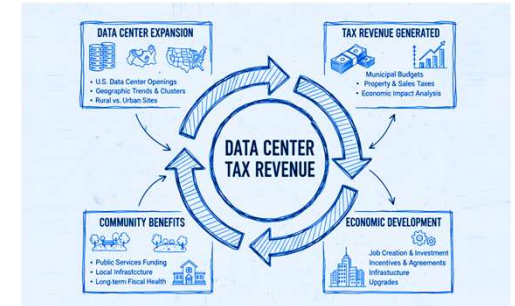 DATA CENTER EXPANSION
• U.S. Data Center Openings
• Geographic Trends & Clusters
• Rural vs. Urban Sites
TAX REVENUE GENERATED
Municipal Budgets
• Property & Sales Taxes
• Economic Impact Analysis
DATA CENTER
TAX REVENUE
COMMUNITY BENEFITS
• Public Services Funding
• Local Infrastccture
• Long-term Fiscal Health
ECONOMIC DEVELOPMENT
Job Creation & Investment
Incentives & Agreements
Infrastucture
Upgrades